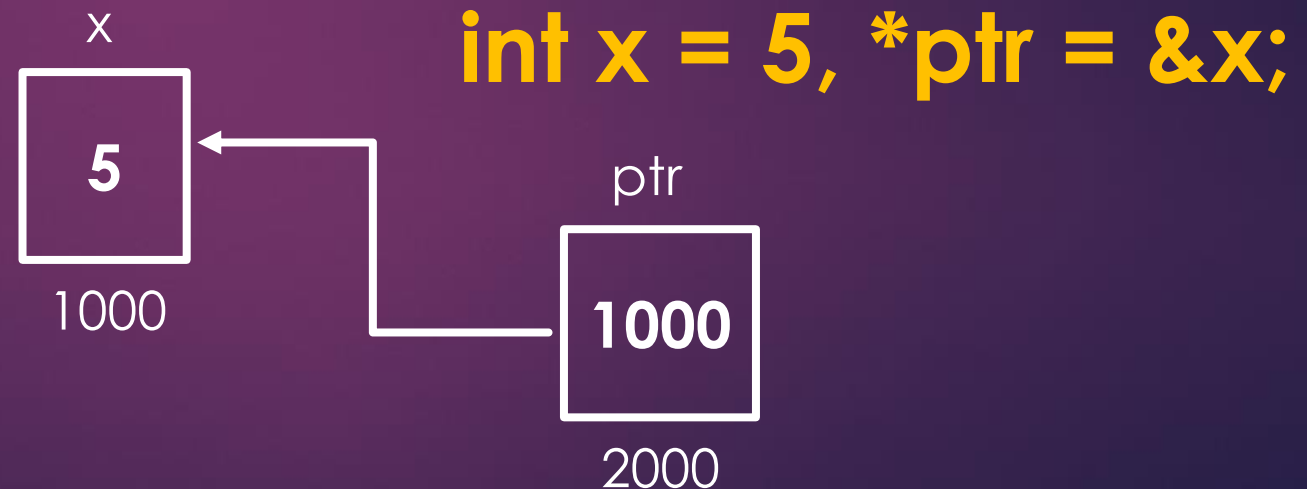 x
int x = 5, *ptr = &x;
5
ptr
1000
1000
2000